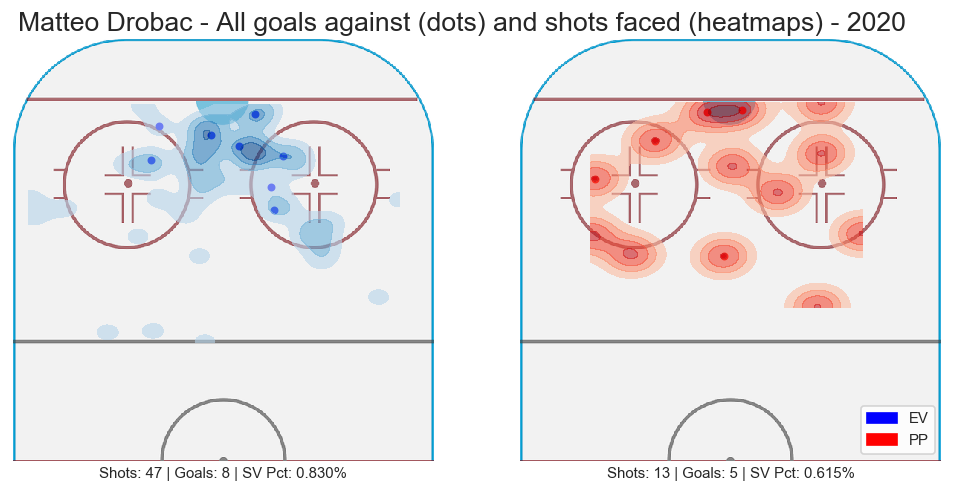 Matteo Drobac - All goals against (dots) and shots faced (heatmaps) - 2020
EV
PP
Shots: 47 | Goals: 8 | SV Pct: 0.830%
Shots: 13 | Goals: 5 | SV Pct: 0.615%